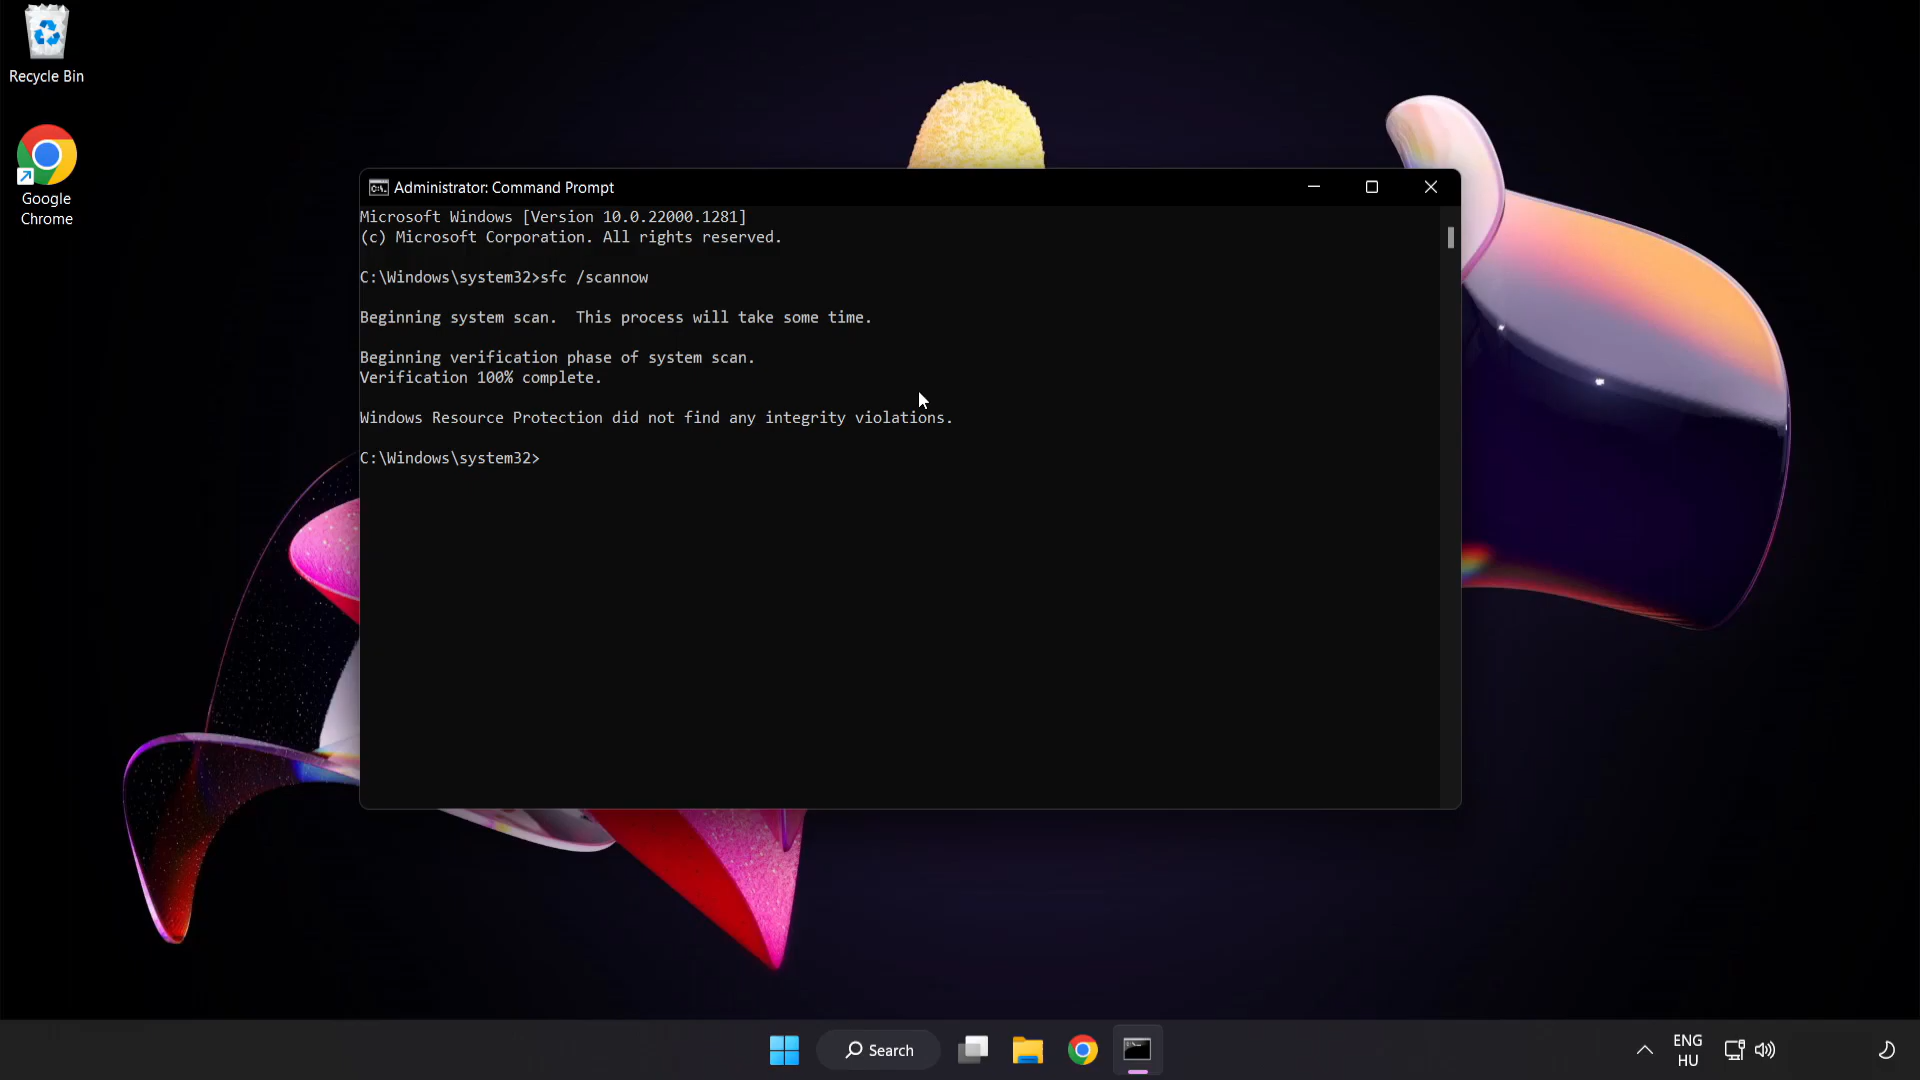 Recycle Bin
Google
Chrome
Administrator: Command Prompt
Microsoft Windows [Version 10.0.22000.1281]
(c) Microsoft Corporation. All rights reserved.
C:\Windows\system32>sfc /scannow
Beginning system scan.  This process will take some time.
Beginning verification phase of system scan.
Verification 100% complete.
Windows Resource Protection did not find any integrity violations.
C:\Windows\system32>
Search
ENG
HU